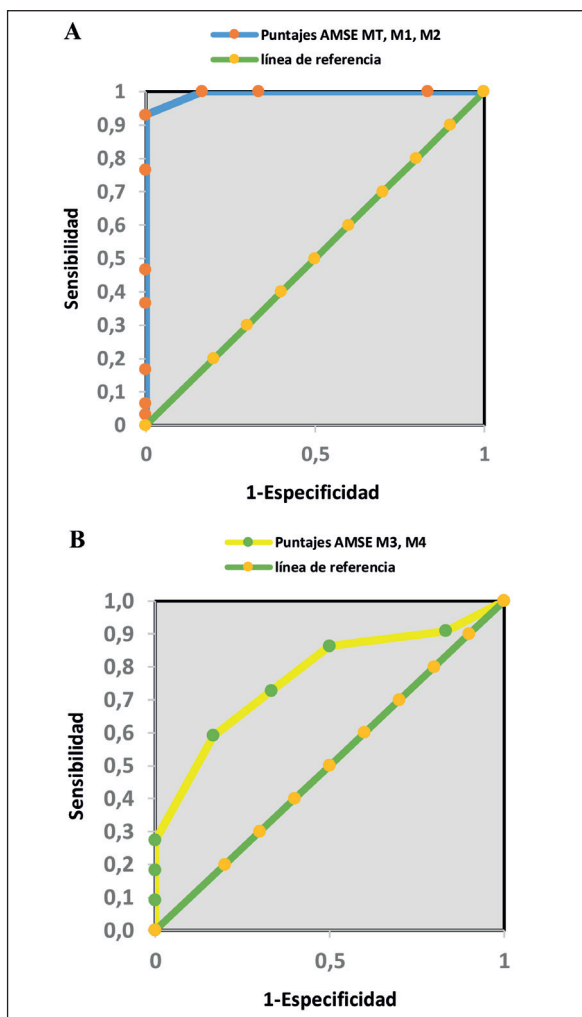 A
Puntajes AMSE MT, M1, M2
línea de referencia
1
0,9
0,8
0,7
0,6
0,5
0,4
0,3
0,2
0,1
0
Sensibilidad
0 0,5 1
1-Especificidad
B
Puntajes AMSE M3, M4
línea de referencia
1,0
0,9
0,8
0,7
0,6
0,5
0,4
0,3
0,2
0,1
0,0
Sensibilidad
0 0,5 1
1-Especificidad